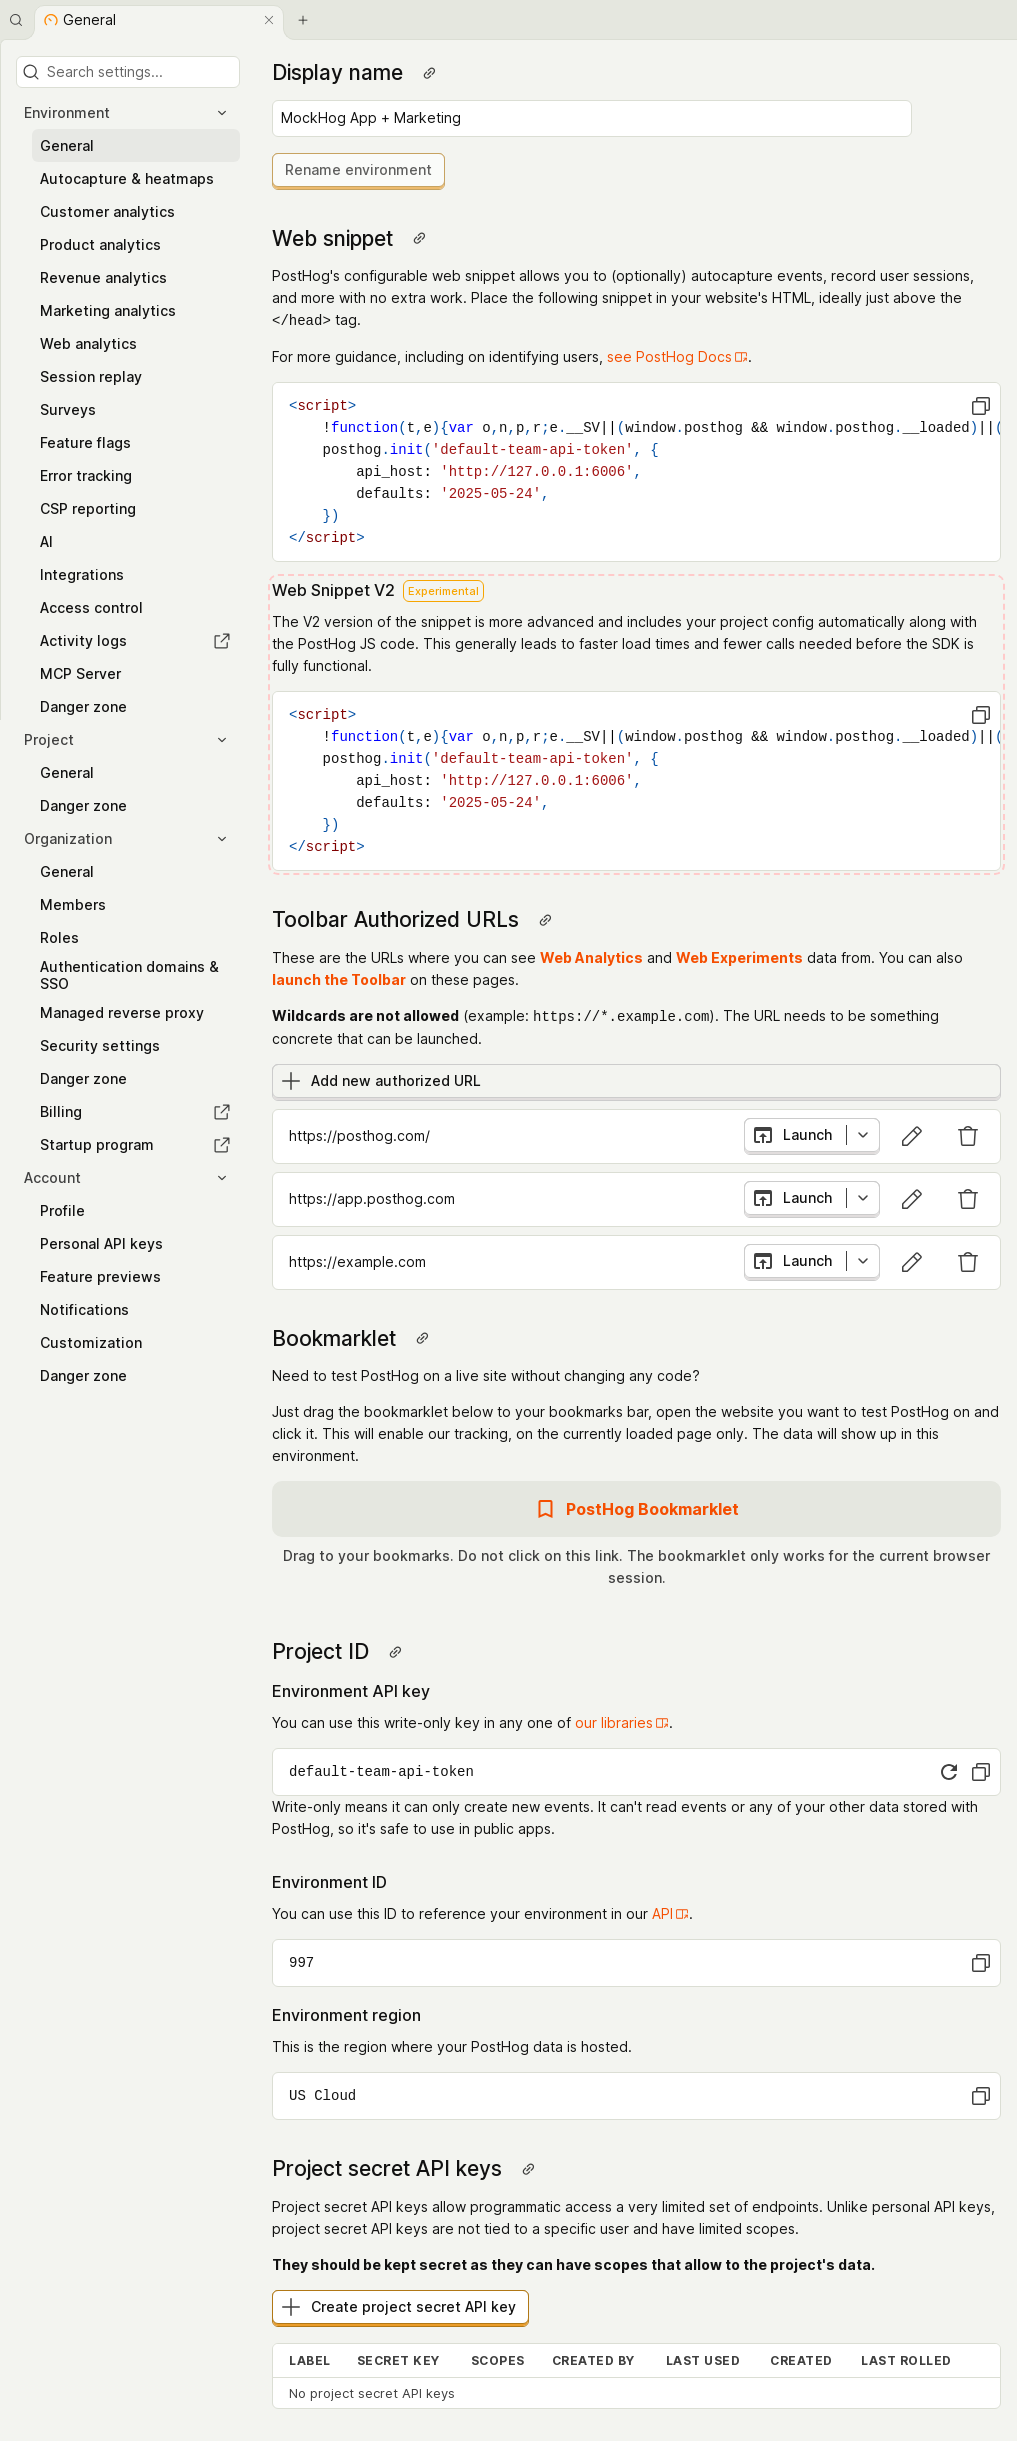 General
Search settings...
Environment
General
Autocapture & heatmaps
Customer analytics
Product analytics
Revenue analytics
Marketing analytics
Web analytics
Session replay
Surveys
Feature flags
Error tracking
CSP reporting
AI
Integrations
Access control
Activity logs
MCP Server
Danger zone
Project
General
Danger zone
Organization
General
Members
Roles
Authentication domains &
SSO
Managed reverse proxy
Security settings
Danger zone
Billing
Startup program
Account
Profile
Personal API keys
Feature previews
Notifications
Customization
Danger zone
Display name
MockHog App + Marketing
Rename environment
Web snippet
PostHog's configurable web snippet allows you to (optionally) autocapture events, record user sessions,
and more with no extra work. Place the following snippet in your website's HTML, ideally just above the
</head> tag.
For more guidance, including on identifying users, see PostHog Docs.
<script>
!function(t,e){var o,n,p,r;e.__SV||(window.posthog && window.posthog.__loaded)||(
posthog.init('default-team-api-token', {
api_host: 'http://127.0.0.1:6006',
defaults: '2025-05-24',
})
</script>
Web Snippet V2 Experimental
The V2 version of the snippet is more advanced and includes your project config automatically along with
the PostHog JS code. This generally leads to faster load times and fewer calls needed before the SDK is
fully functional.
<script>
!function(t,e){var o,n,p,r;e.__SV||(window.posthog && window.posthog.__loaded)||(
posthog.init('default-team-api-token', {
api_host: 'http://127.0.0.1:6006',
defaults: '2025-05-24',
})
</script>
Toolbar Authorized URLs
These are the URLs where you can see Web Analytics and Web Experiments data from. You can also
launch the Toolbar on these pages.
Wildcards are not allowed (example: https://*.example.com). The URL needs to be something
concrete that can be launched.
Add new authorized URL
https://posthog.com/ Launch
https://app.posthog.com Launch
https://example.com Launch
Bookmarklet
Need to test PostHog on a live site without changing any code?
Just drag the bookmarklet below to your bookmarks bar, open the website you want to test PostHog on and
click it. This will enable our tracking, on the currently loaded page only. The data will show up in this
environment.
PostHog Bookmarklet
Drag to your bookmarks. Do not click on this link. The bookmarklet only works for the current browser
session.
Project ID
Environment API key
You can use this write-only key in any one of our libraries.
default-team-api-token
Write-only means it can only create new events. It can't read events or any of your other data stored with
PostHog, so it's safe to use in public apps.
Environment ID
You can use this ID to reference your environment in our API.
997
Environment region
This is the region where your PostHog data is hosted.
US Cloud
Project secret API keys
Project secret API keys allow programmatic access a very limited set of endpoints. Unlike personal API keys,
project secret API keys are not tied to a specific user and have limited scopes.
They should be kept secret as they can have scopes that allow to the project's data.
Create project secret API key
LABEL SECRET KEY SCOPES CREATED BY LAST USED CREATED LAST ROLLED
No project secret API keys